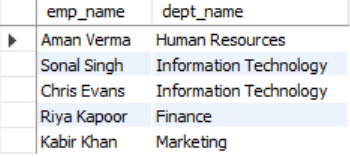 emp_name dept_name
Aman Verma Human Resources
Sonal Singh Information Technology
Chris Evans Information Technology
Riya Kapoor Finance
Kabir Khan Marketing